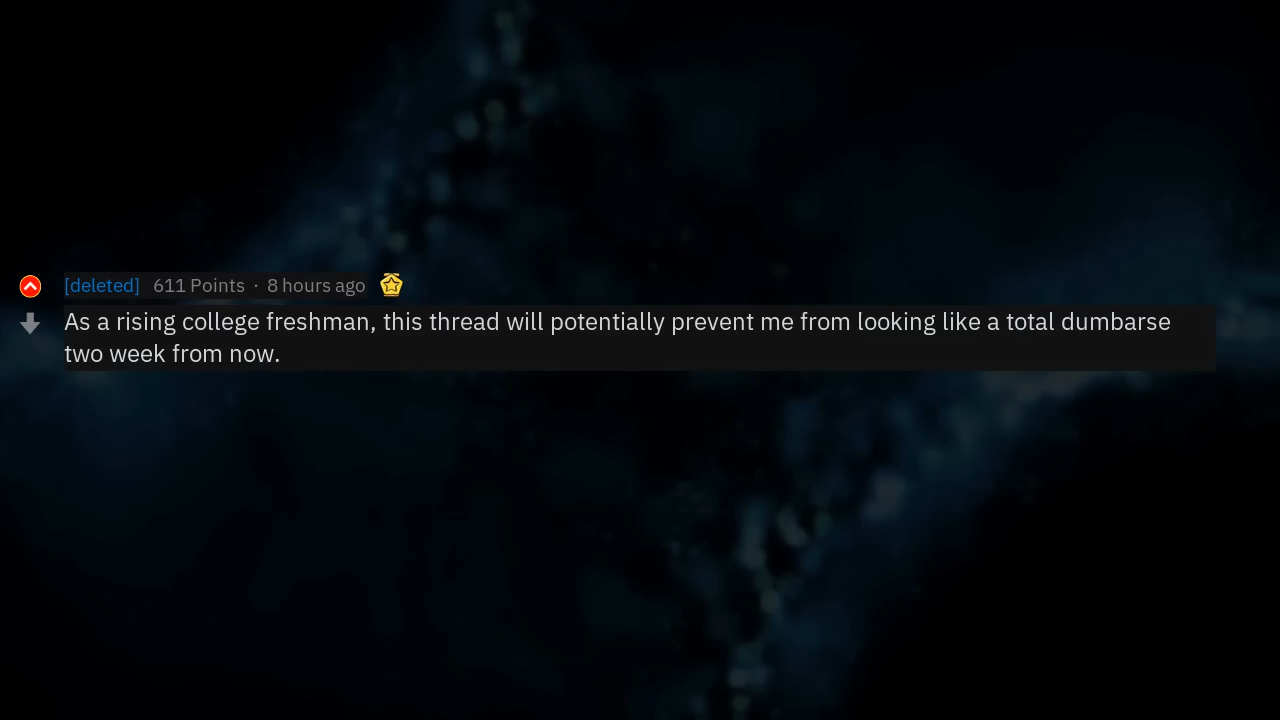 [deleted] 611 Points · 8 hours ago
As a rising college freshman, this thread will potentially prevent me from looking like a total dumbarse
two week from now.